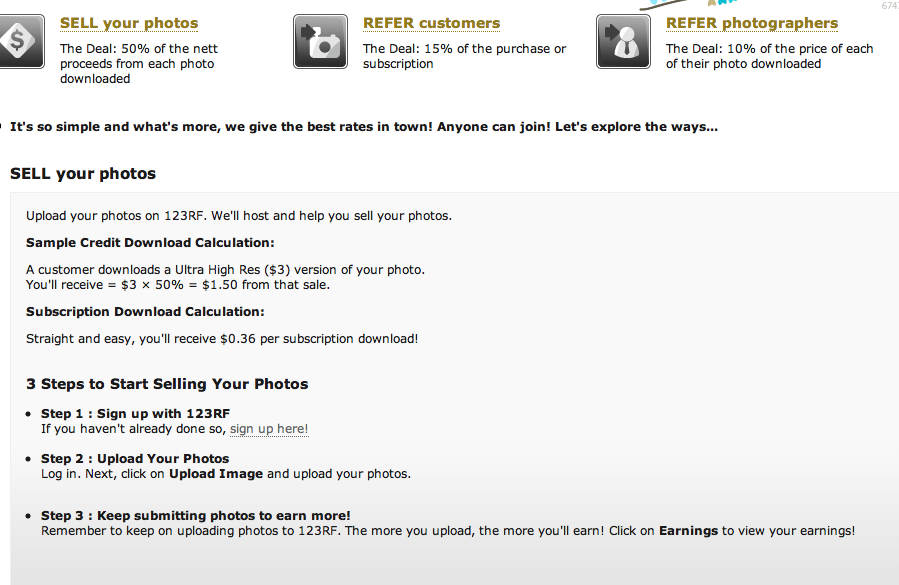 SELL your photos
The Deal: 50% of the nett
proceeds from each photo
downloaded
REFER customers
The Deal: 15% of the purchase or
subscription
REFER photographers
The Deal: 10% of the price of each
of their photo downloaded
It's so simple and what's more, we give the best rates in town! Anyone can join! Let's explore the ways...
SELL your photos
Upload your photos on 123RF. We'll host and help you sell your photos.
Sample Credit Download Calculation:
A customer downloads a Ultra High Res ($3) version of your photo.
You'll receive = $3 × 50% = $1.50 from that sale.
Subscription Download Calculation:
Straight and easy, you'll receive $0.36 per subscription download!
3 Steps to Start Selling Your Photos
Step 1 : Sign up with 123RF
If you haven't already done so, sign up here!
Step 2 : Upload Your Photos
Log in. Next, click on Upload Image and upload your photos.
Step 3 : Keep submitting photos to earn more!
Remember to keep on uploading photos to 123RF. The more you upload, the more you'll earn! Click on Earnings to view your earnings!